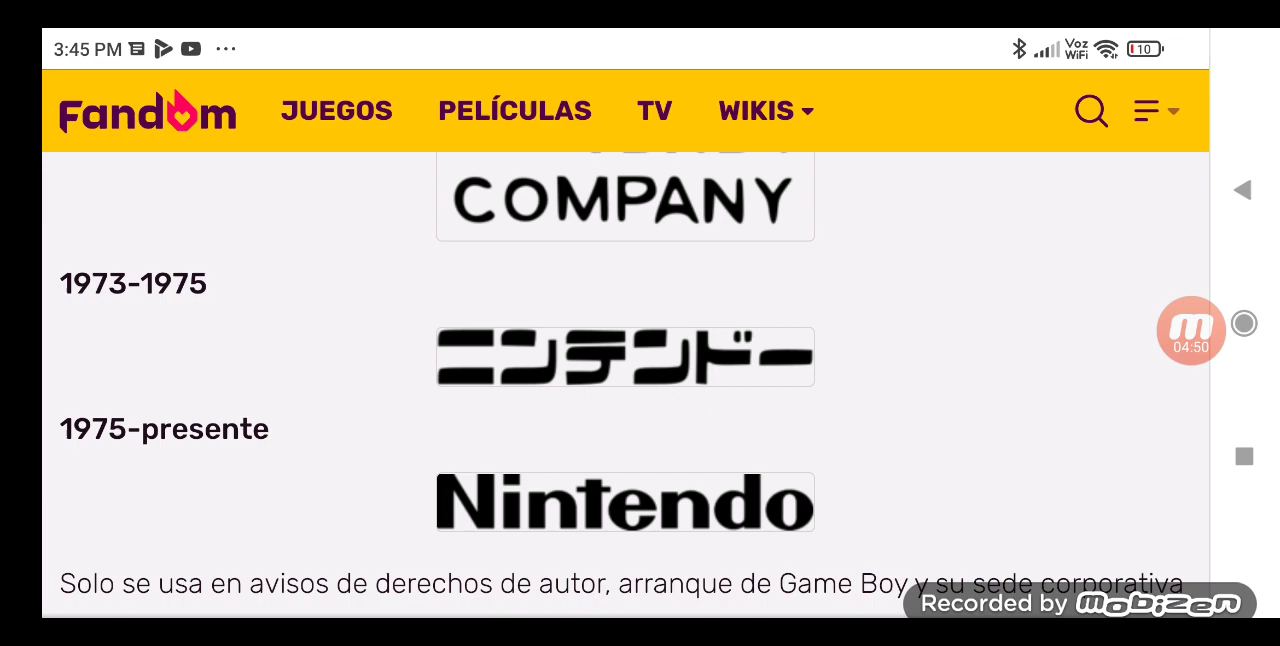 3:45 PM
Voz WiFi 10
Fandom JUEGOS PELÍCULAS TV WIKIS
COMPANY
1973-1975
ニンテンドー
04:50
1975-presente
Nintendo
Solo se usa en avisos de derechos de autor, arranque de Game Boy y su sede corporativa
Recorded by mobizen